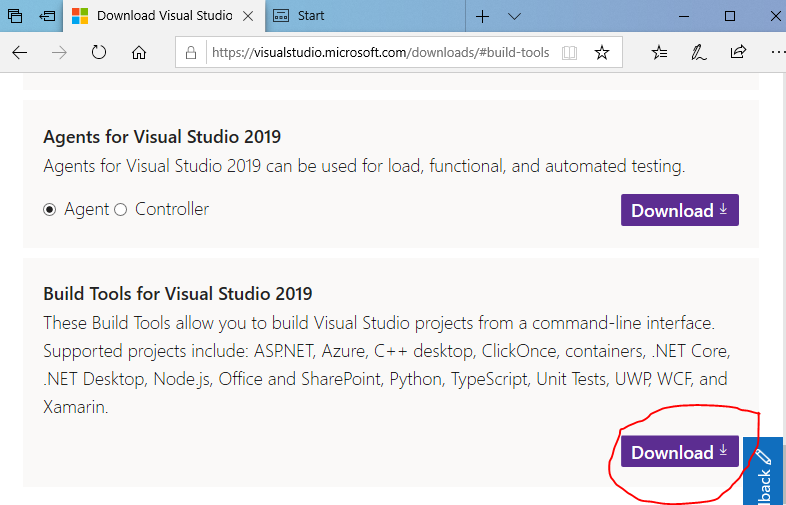 Download Visual Studio
Start
https://visualstudio.microsoft.com/downloads/#build-tools
Agents for Visual Studio 2019
Agents for Visual Studio 2019 can be used for load, functional, and automated testing.
Agent Controller
Download
Build Tools for Visual Studio 2019
These Build Tools allow you to build Visual Studio projects from a command-line interface.
Supported projects include: ASP.NET, Azure, C++ desktop, ClickOnce, containers, .NET Core,
.NET Desktop, Node.js, Office and SharePoint, Python, TypeScript, Unit Tests, UWP, WCF, and
Xamarin.
Download
lback